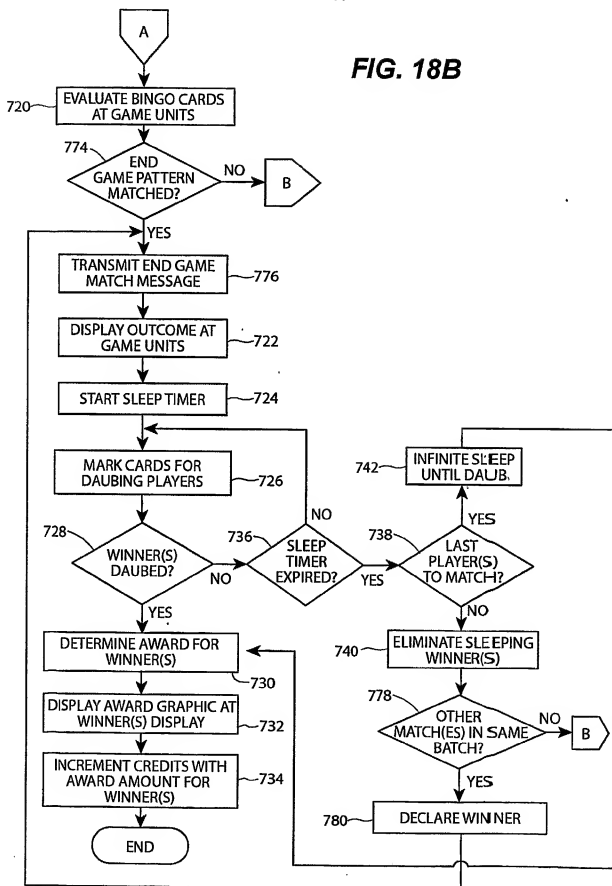 A
FIG. 18B
720
EVALUATE BINGO CARDS
AT GAME UNITS
774
END
GAME PATTERN
MATCHED?
NO
B
YES
TRANSMIT END GAME
MATCH MESSAGE
776
DISPLAY OUTCOME AT
GAME UNITS
722
START SLEEP TIMER
724
MARK CARDS FOR
DAUBING PLAYERS
726
742
INFINITE SLEEP
UNTIL DAUB.
728
WINNER(S)
DAUBED?
NO
736
NO
SLEEP
TIMER
EXPIRED?
YES
738
YES
LAST
PLAYER(S)
TO MATCH?
YES
NO
DETERMINE AWARD FOR
WINNER(S)
730
740
ELIMINATE SLEEPING
WINNER(S)
DISPLAY AWARD GRAPHIC AT
WINNER(S) DISPLAY
732
778
OTHER
MATCH(ES) IN SAME
BATCH?
NO
B
INCREMENT CREDITS WITH
AWARD AMOUNT FOR
WINNER(S)
734
YES
780
DECLARE WINNER
END